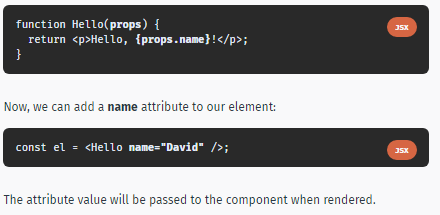 function Hello(props) {
JSX
  return <p>Hello, {props.name}!</p>;
}
Now, we can add a name attribute to our element:
const el = <Hello name="David" />;
JSX
The attribute value will be passed to the component when rendered.